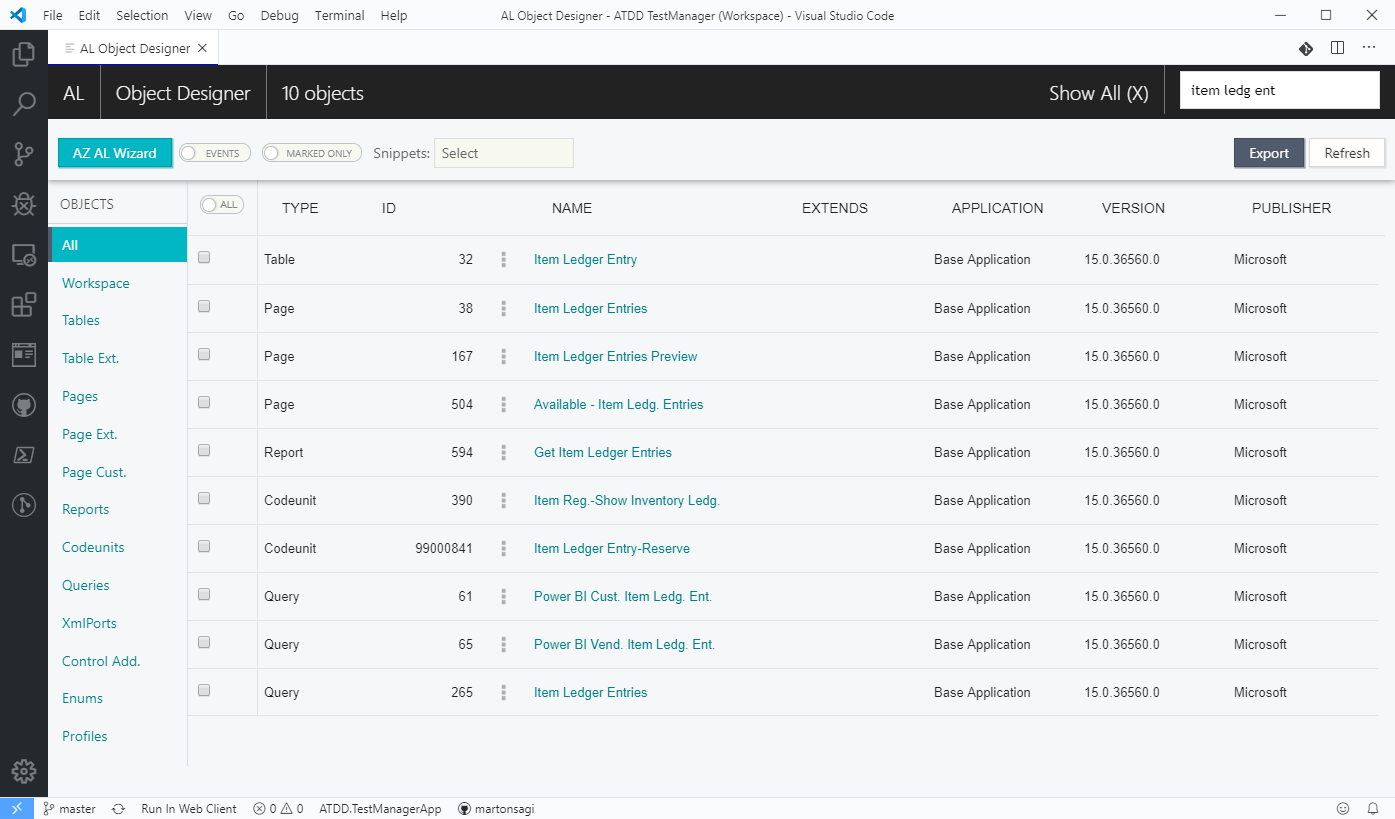 File Edit Selection View Go Debug Terminal Help AL Object Designer - ATDD TestManager (Workspace) - Visual Studio Code
AL Object Designer
AL Object Designer 10 objects Show All (X) item ledg ent
AZ AL Wizard EVENTS MARKED ONLY Snippets: Select Export Refresh
OBJECTS ALL TYPE ID NAME EXTENDS APPLICATION VERSION PUBLISHER
All
Workspace
Tables
Table Ext.
Pages
Page Ext.
Page Cust.
Reports
Codeunits
Queries
XmlPorts
Control Add.
Enums
Profiles
Table 32 Item Ledger Entry Base Application 15.0.36560.0 Microsoft
Page 38 Item Ledger Entries Base Application 15.0.36560.0 Microsoft
Page 167 Item Ledger Entries Preview Base Application 15.0.36560.0 Microsoft
Page 504 Available - Item Ledg. Entries Base Application 15.0.36560.0 Microsoft
Report 594 Get Item Ledger Entries Base Application 15.0.36560.0 Microsoft
Codeunit 390 Item Reg.-Show Inventory Ledg. Base Application 15.0.36560.0 Microsoft
Codeunit 99000841 Item Ledger Entry-Reserve Base Application 15.0.36560.0 Microsoft
Query 61 Power BI Cust. Item Ledg. Ent. Base Application 15.0.36560.0 Microsoft
Query 65 Power BI Vend. Item Ledg. Ent. Base Application 15.0.36560.0 Microsoft
Query 265 Item Ledger Entries Base Application 15.0.36560.0 Microsoft
master Run In Web Client 0 0 ATDD.TestManagerApp martonsagi